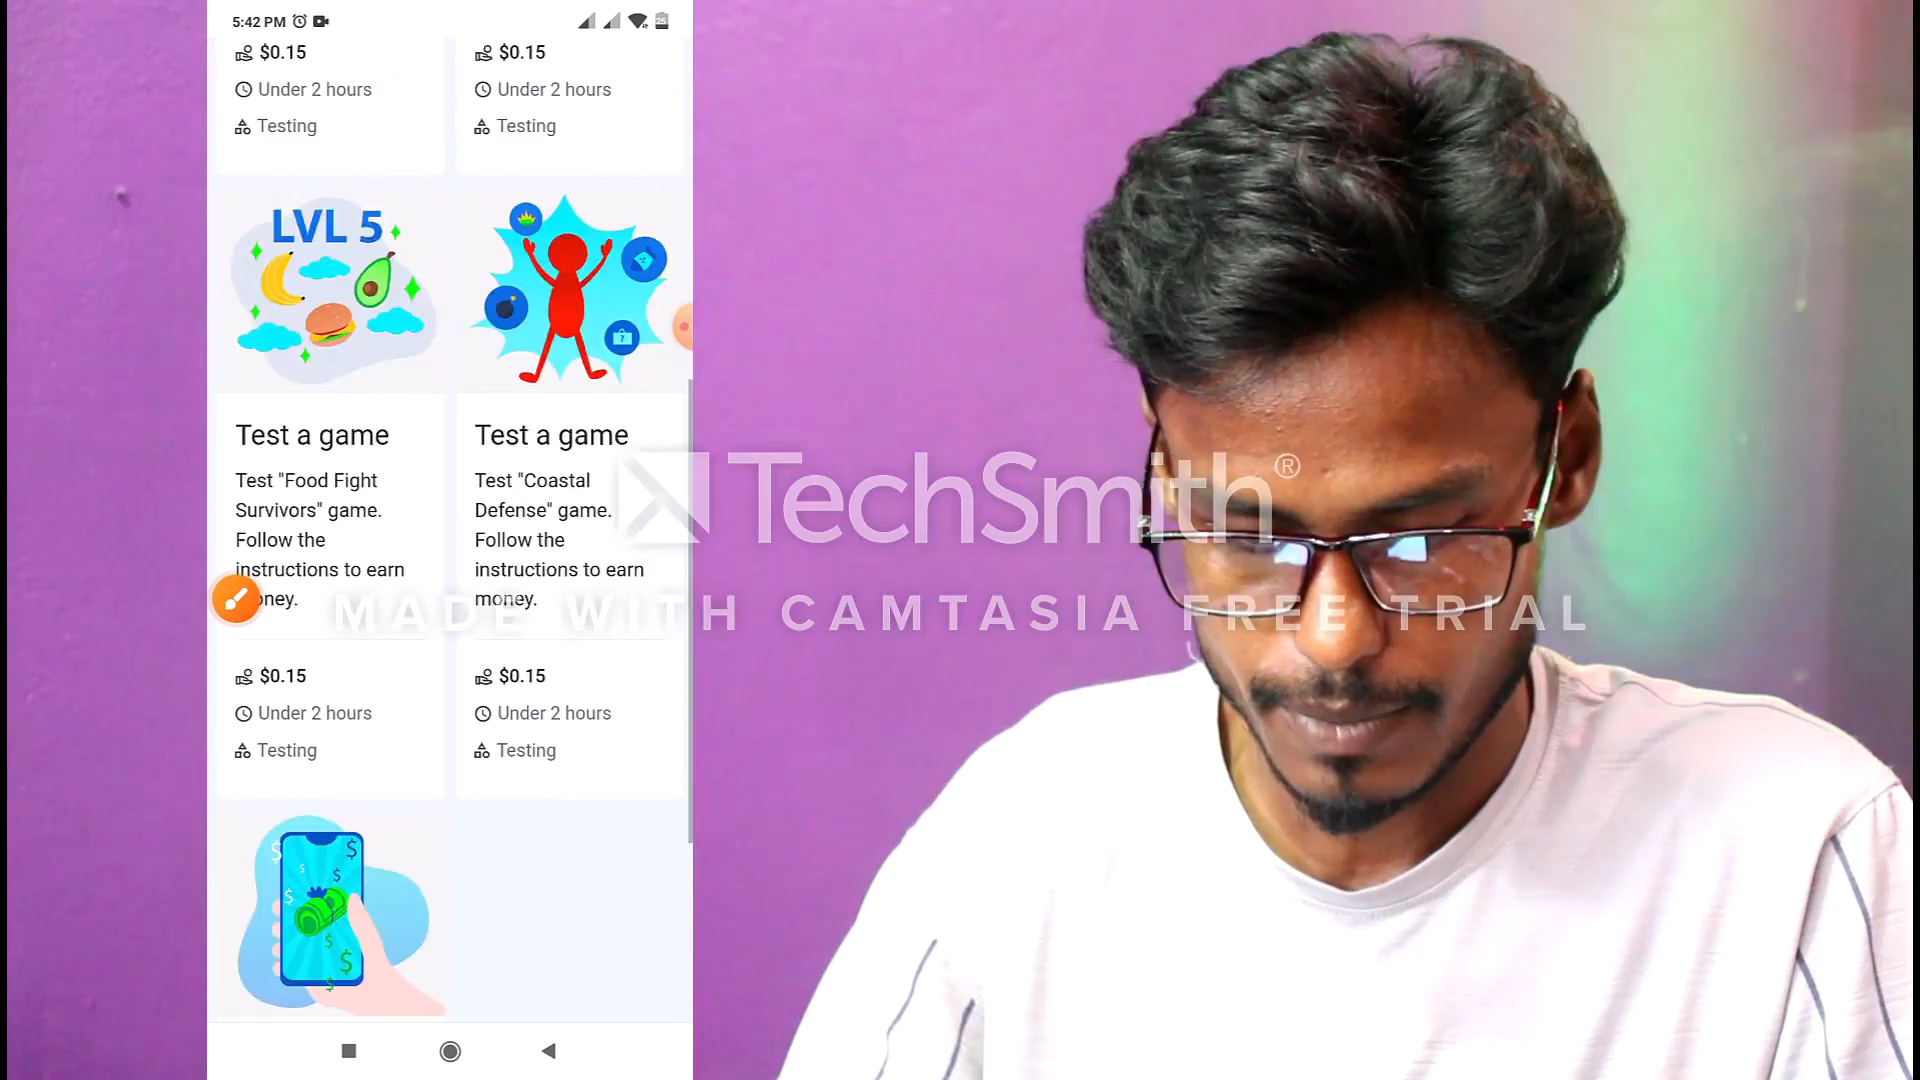 5:42 PM
25
$0.15
$0.15
Under 2 hours
Under 2 hours
Testing
Testing
LVL 5
Test a game
Test "Food Fight
Survivors" game.
Follow the
instructions to earn
oney.
$0.15
Under 2 hours
Testing
Test a game
Test "Coastal
Defense" game.
Follow the
instructions to earn
money.
$0.15
Under 2 hours
Testing
TechSmith®
MADE WITH CAMTASIA FREE TRIAL